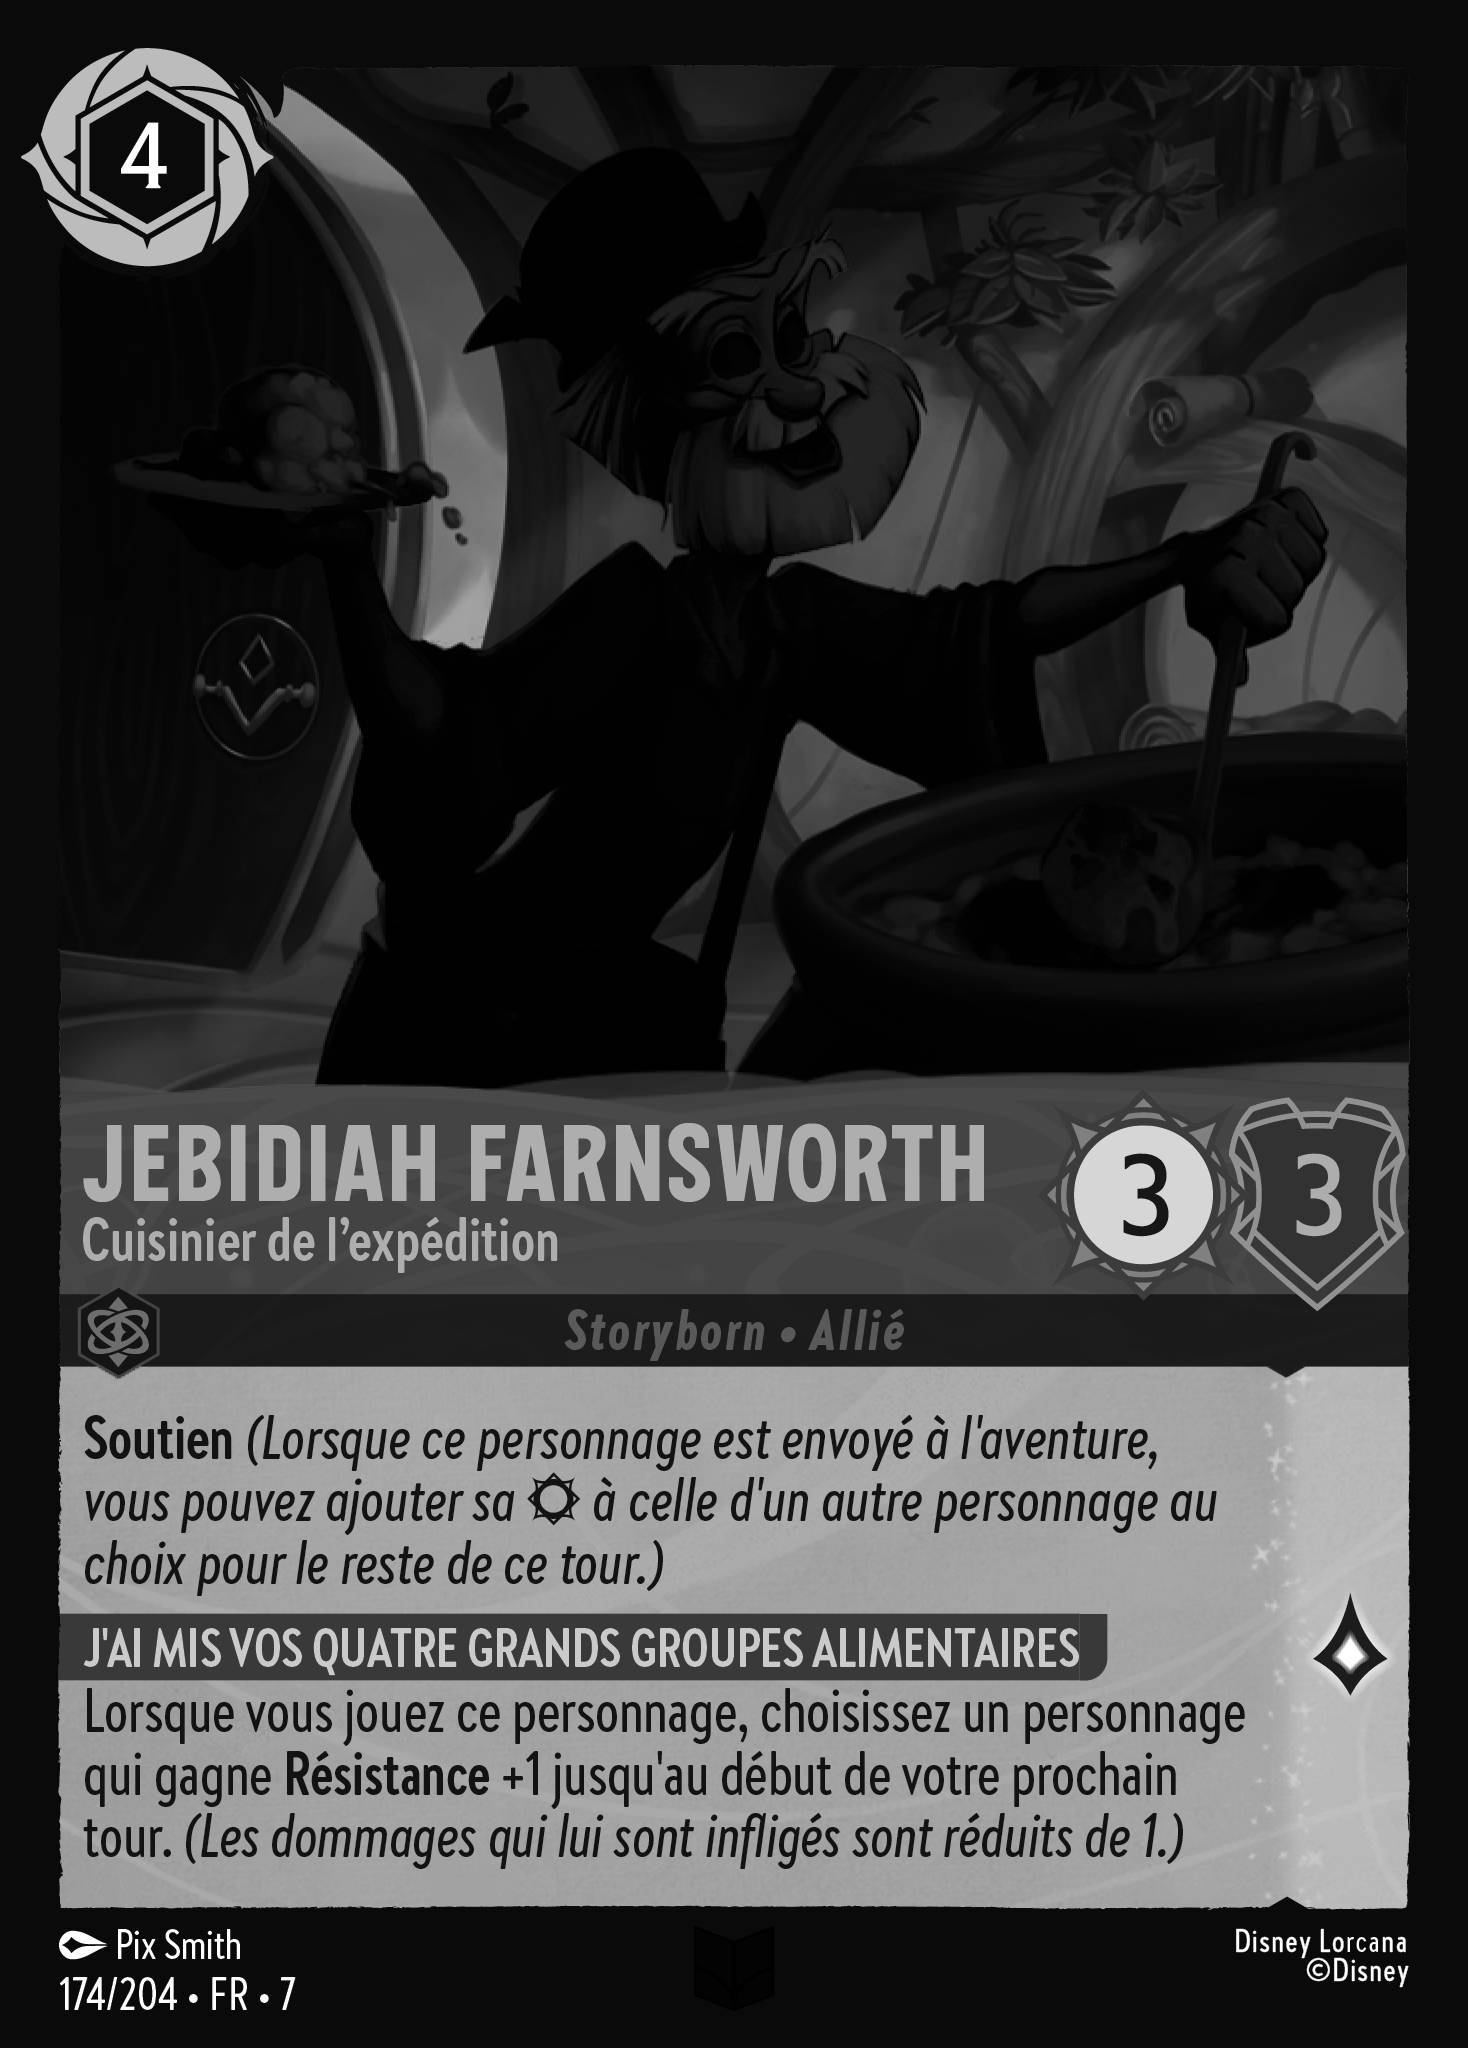 4
JEBIDIAH FARNSWORTH
Cuisinier de l’expédition
3
3
Storyborn • Allié
Soutien (Lorsque ce personnage est envoyé à l'aventure,
vous pouvez ajouter sa à celle d'un autre personnage au
choix pour le reste de ce tour.)
J'AI MIS VOS QUATRE GRANDS GROUPES ALIMENTAIRES
Lorsque vous jouez ce personnage, choisissez un personnage
qui gagne Résistance +1 jusqu'au début de votre prochain
tour. (Les dommages qui lui sont infligés sont réduits de 1.)
Pix Smith
174/204 • FR • 7
Disney Lorcana
©Disney